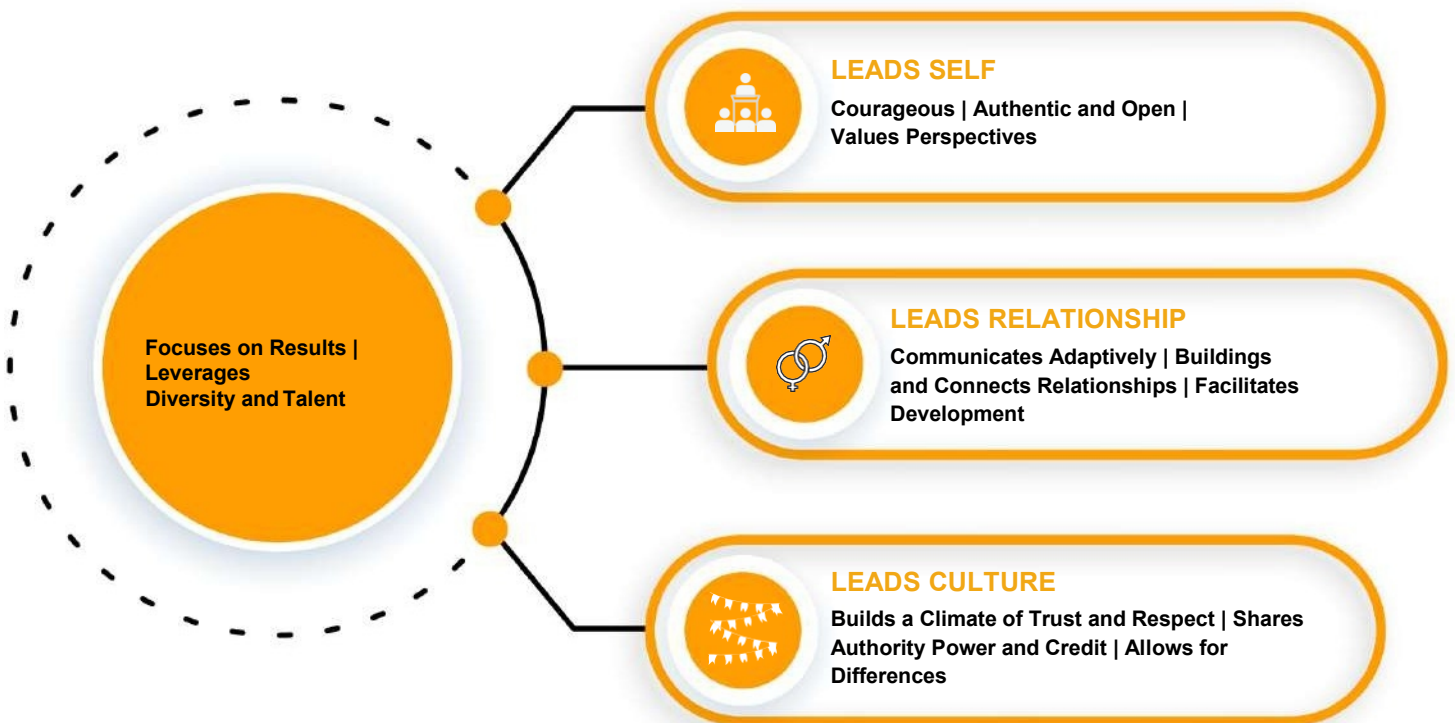 LEADS SELF
Courageous | Authentic and Open |
Values Perspectives
Focuses on Results |
Leverages
Diversity and Talent
LEADS RELATIONSHIP
Communicates Adaptively | Buildings
and Connects Relationships | Facilitates
Development
LEADS CULTURE
Builds a Climate of Trust and Respect | Shares
Authority Power and Credit | Allows for
Differences